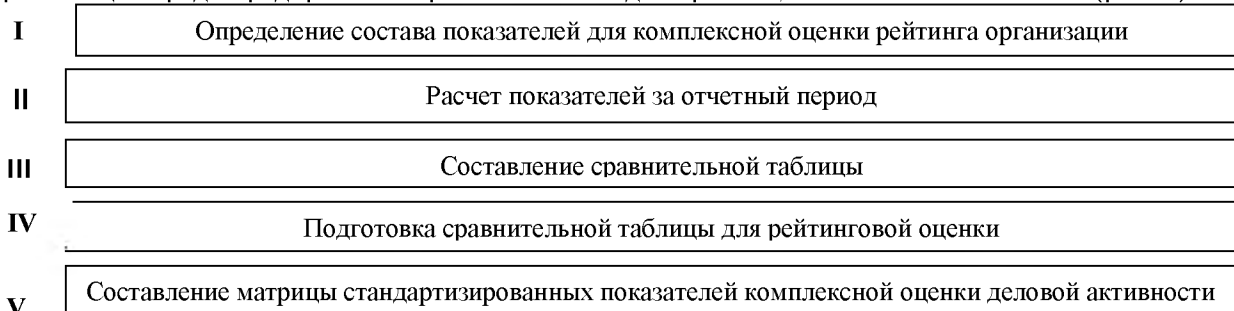 I Определение состава показателей для комплексной оценки рейтинга организации
II Расчет показателей за отчетный период
III Составление сравнительной таблицы
IV Подготовка сравнительной таблицы для рейтинговой оценки
V Составление матрицы стандартизированных показателей комплексной оценки деловой активности